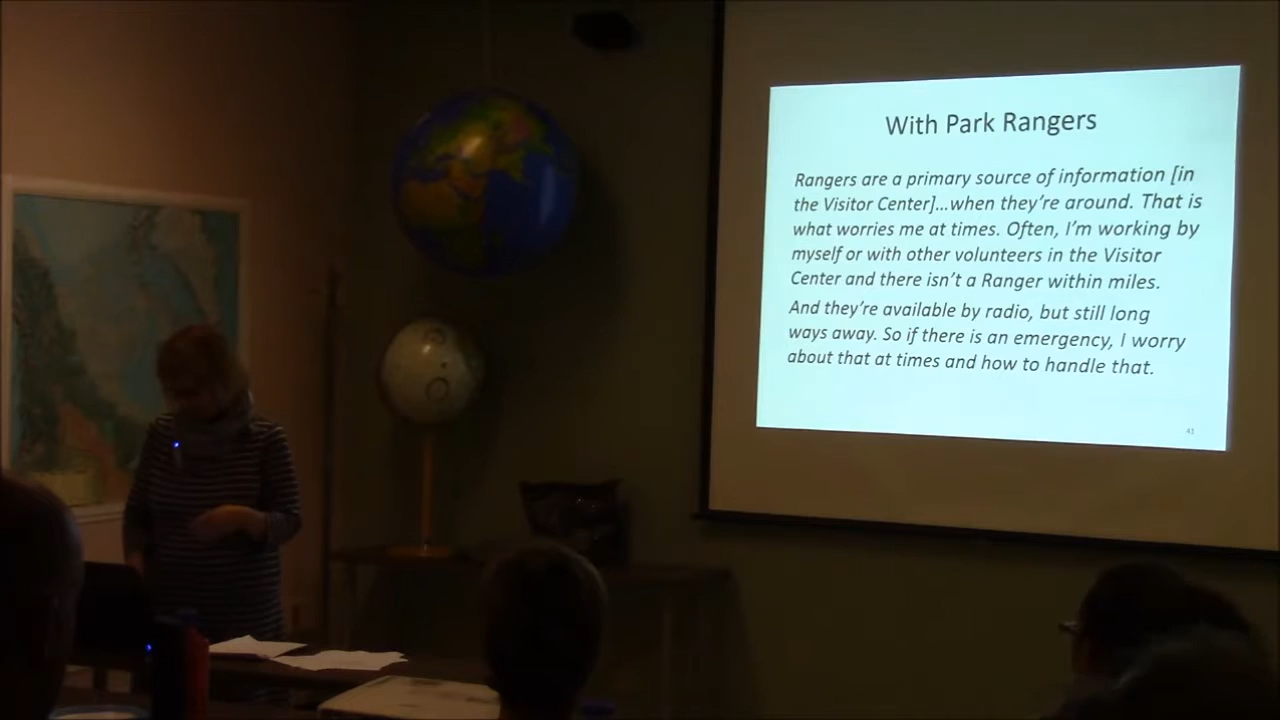 With Park Rangers
Rangers are a primary source of information [in
the Visitor Center]...when they're around. That is
what worries me at times. Often, I'm working by
myself or with other volunteers in the Visitor
Center and there isn't a Ranger within miles.
And they're available by radio, but still long
ways away. So if there is an emergency, I worry
about that at times and how to handle that.
41